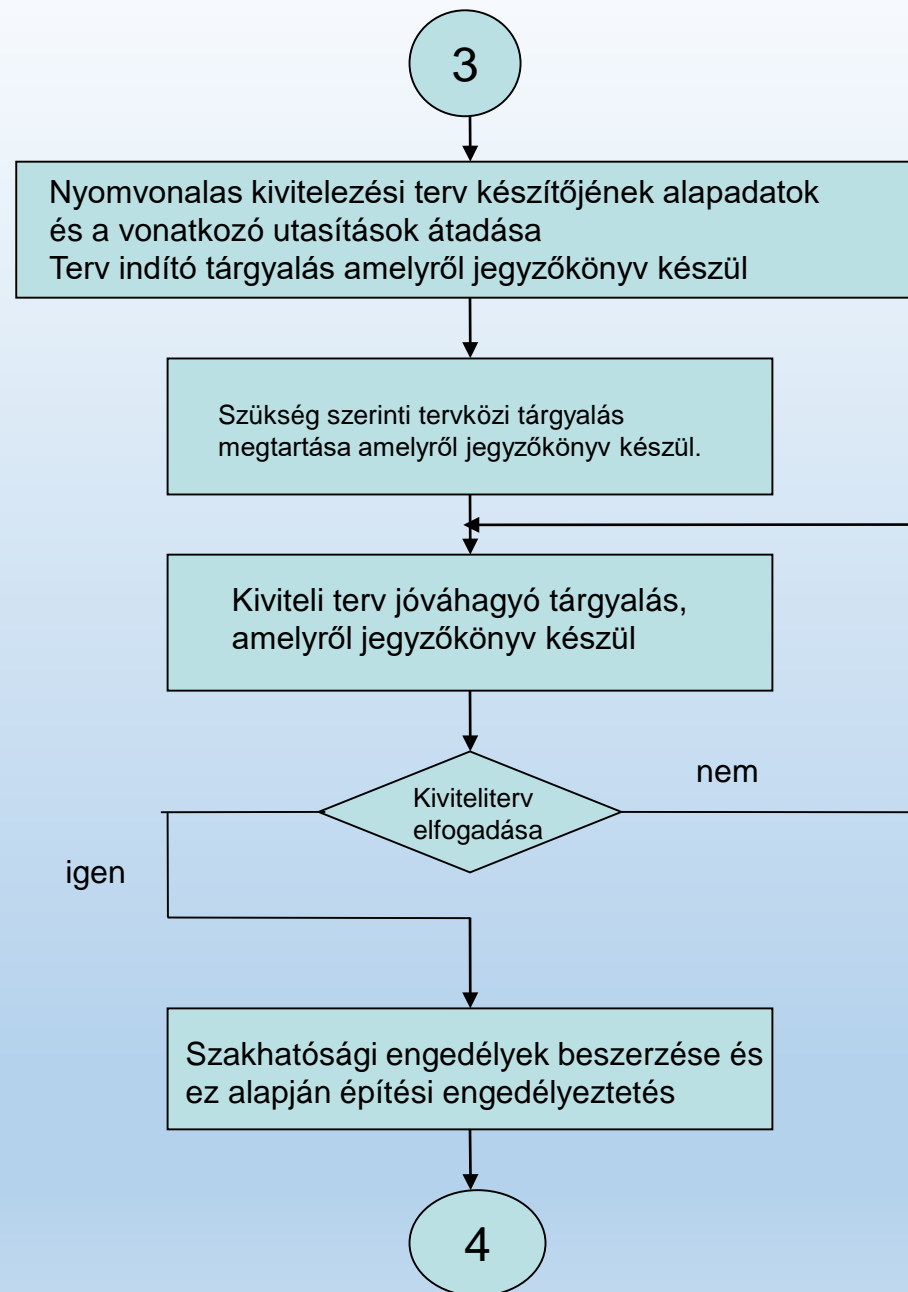 3
Nyomvonalas kivitelezési terv készítőjének alapadatok
és a vonatkozó utasítások átadása
Terv indító tárgyalás amelyről jegyzőkönyv készül
Szükség szerinti tervközi tárgyalás
megtartása amelyről jegyzőkönyv készül.
Kiviteli terv jóváhagyó tárgyalás,
amelyről jegyzőkönyv készül
nem
Kiviteliterv
elfogadása
igen
Szakhatósági engedélyek beszerzése és
ez alapján építési engedélyeztetés
4